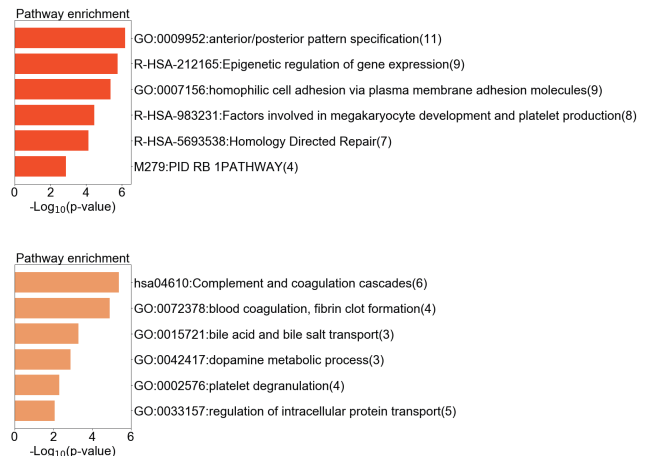 Pathway enrichment
GO:0009952:anterior/posterior pattern specification(11)
R-HSA-212165:Epigenetic regulation of gene expression(9)
GO:0007156:homophilic cell adhesion via plasma membrane adhesion molecules(9)
R-HSA-983231:Factors involved in megakaryocyte development and platelet production(8)
R-HSA-5693538:Homology Directed Repair(7)
M279:PID RB 1PATHWAY(4)
0 2 4 6
-Log10(p-value)
Pathway enrichment
hsa04610:Complement and coagulation cascades(6)
GO:0072378:blood coagulation, fibrin clot formation(4)
GO:0015721:bile acid and bile salt transport(3)
GO:0042417:dopamine metabolic process(3)
GO:0002576:platelet degranulation(4)
GO:0033157:regulation of intracellular protein transport(5)
0 2 4 6
-Log10(p-value)